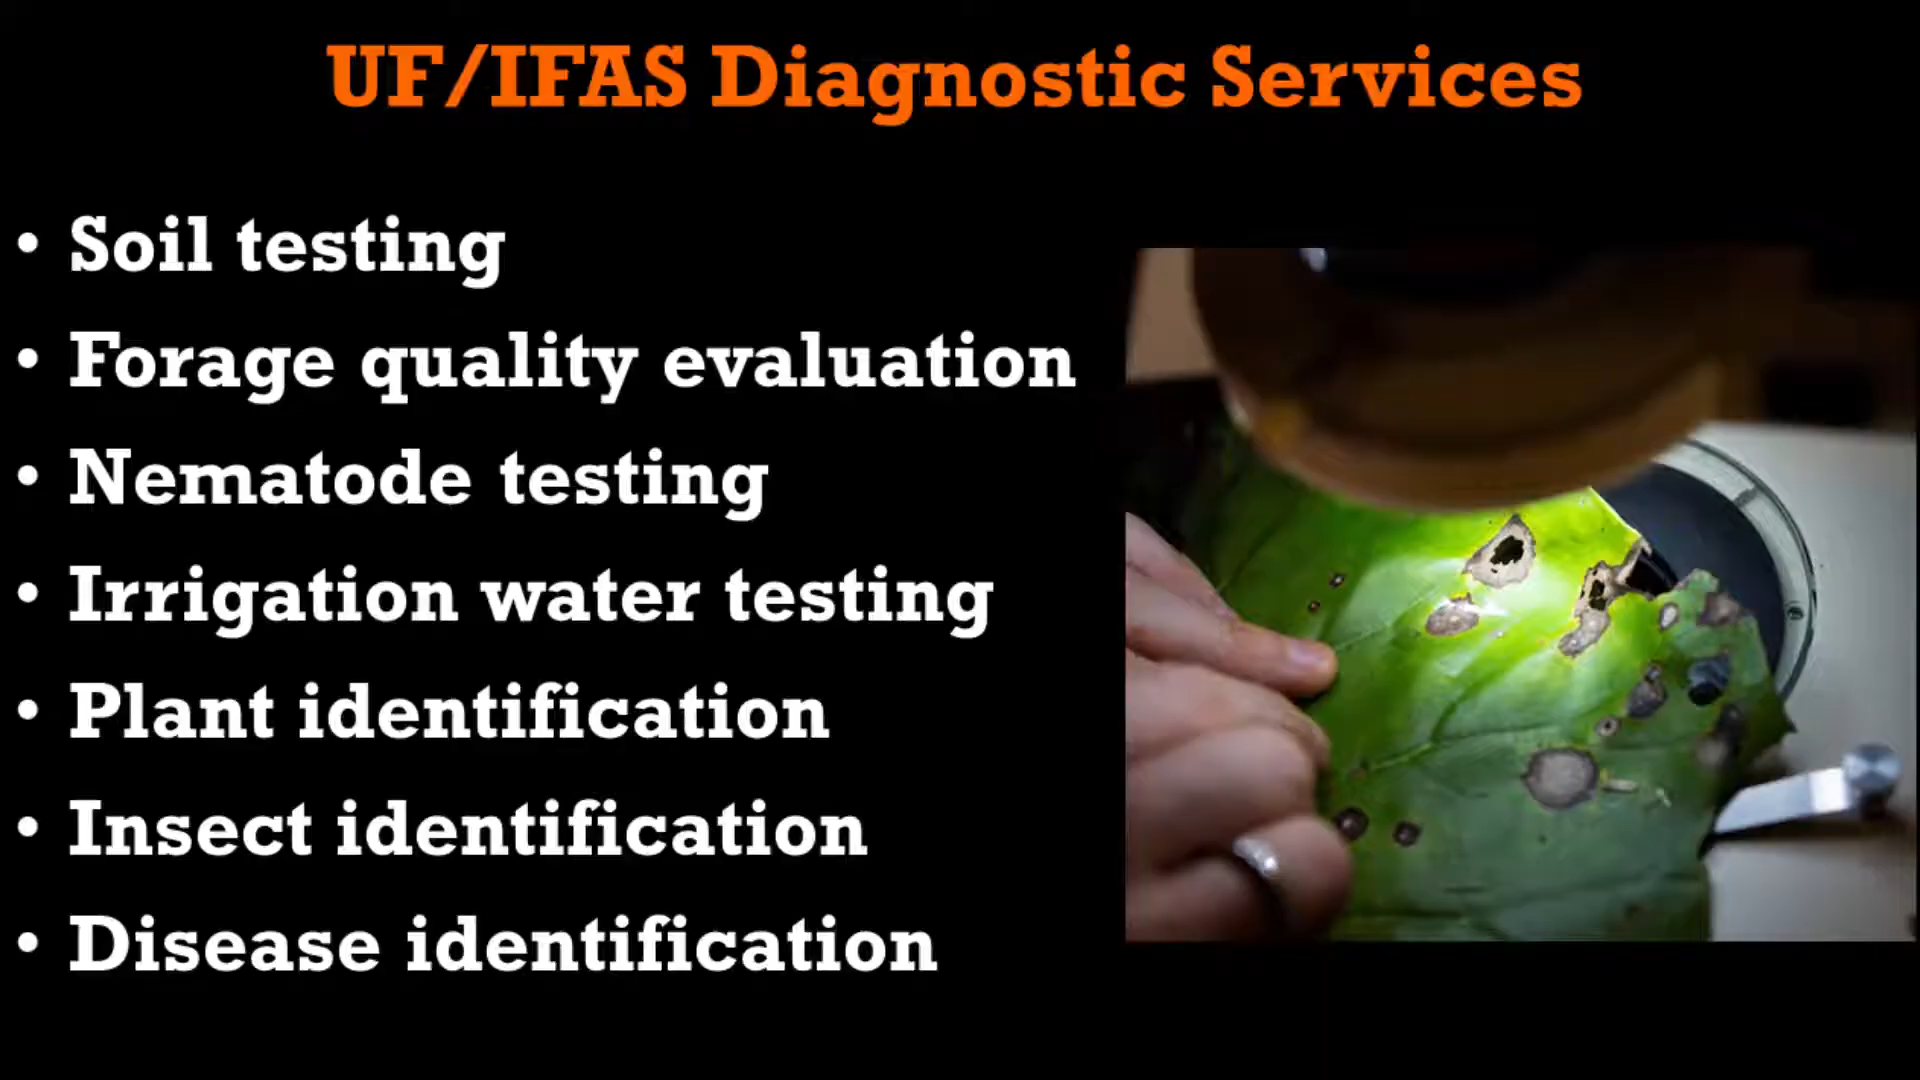 UF/IFAS Diagnostic Services
• Soil testing
• Forage quality evaluation
• Nematode testing
• Irrigation water testing
• Plant identification
• Insect identification
• Disease identification